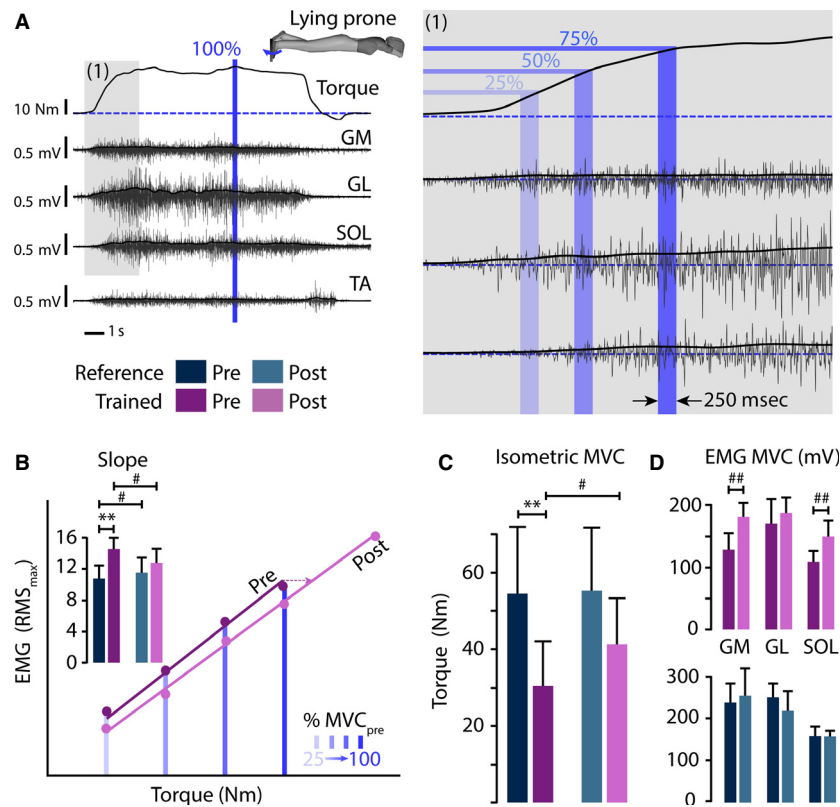 A
Lying prone
100%
(1)
Torque
10 Nm
GM
0.5 mV
GL
0.5 mV
SOL
0.5 mV
TA
0.5 mV
1 s
Reference Pre Post
Trained Pre Post
(1)
75%
50%
25%
250 msec
B
Slope
#
#
**
16
12
8
4
0
Pre
Post
EMG (RMSmax)
% MVCpre
25 100
Torque (Nm)
C
Isometric MVC
#
**
60
40
20
Torque (Nm)
D
EMG MVC (mV)
## ##
200
100
0
GM GL SOL
300
200
100
0